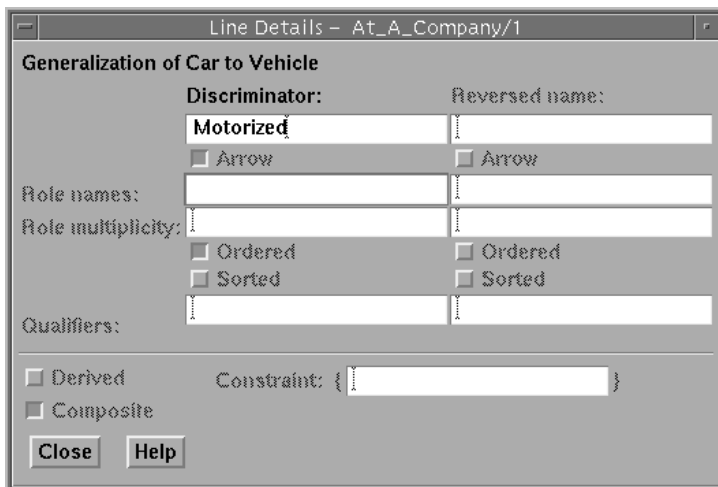 Line Details – At_A_Company/1
Generalization of Car to Vehicle
Discriminator: Reversed name:
Motorized
Arrow Arrow
Role names:
Role multiplicity:
Ordered Ordered
Sorted Sorted
Qualifiers:
Derived Constraint: { }
Composite
Close Help